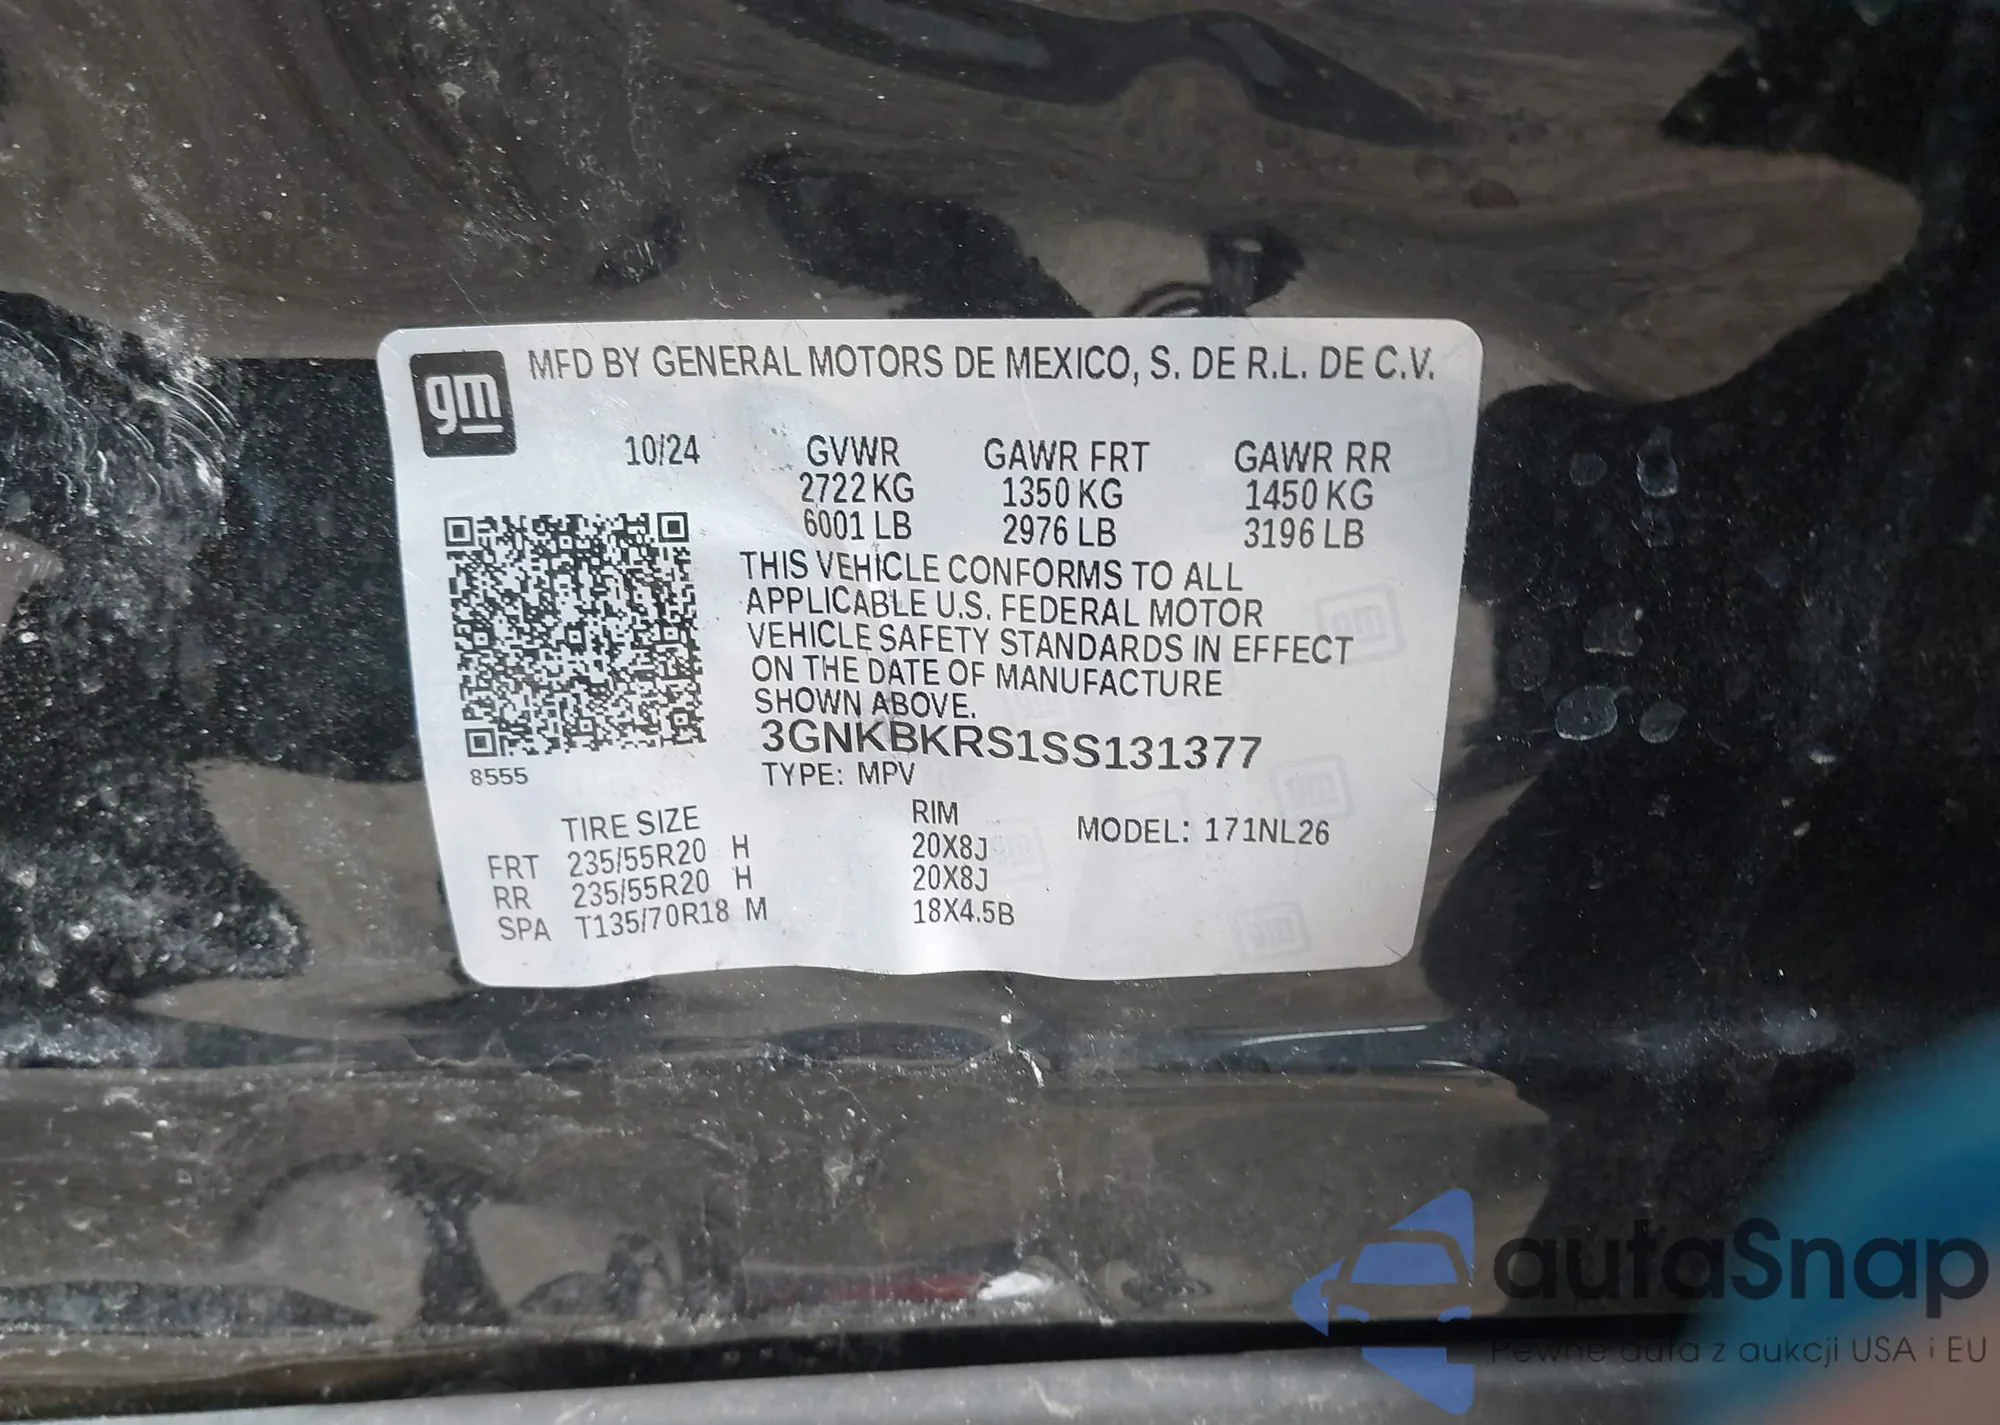 gm
MFD BY GENERAL MOTORS DE MEXICO, S. DE R.L. DE C.V.
10/24 GVWR GAWR FRT GAWR RR
2722 KG 1350 KG 1450 KG
6001 LB 2976 LB 3196 LB
THIS VEHICLE CONFORMS TO ALL
APPLICABLE U.S. FEDERAL MOTOR
VEHICLE SAFETY STANDARDS IN EFFECT
ON THE DATE OF MANUFACTURE
SHOWN ABOVE.
3GNKBKRS1SS131377
8555 TYPE: MPV
TIRE SIZE RIM MODEL: 171NL26
FRT 235/55R20 H 20X8J
RR 235/55R20 H 20X8J
SPA T135/70R18 M 18X4.5B
autaSnap
Pewne auta z aukcji USA i EU